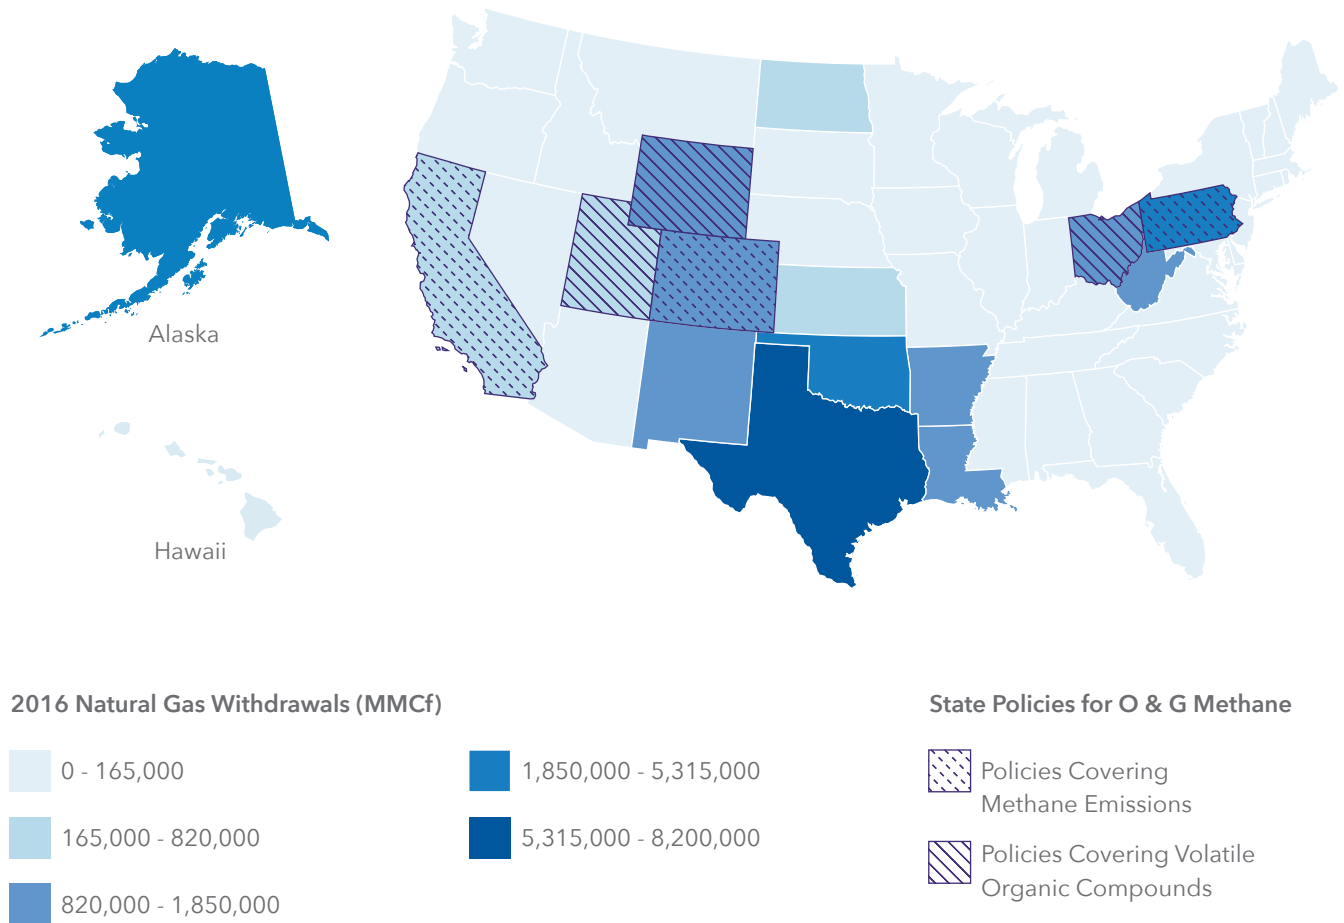 Alaska
Hawaii
2016 Natural Gas Withdrawals (MMCf)
0 - 165,000
165,000 - 820,000
820,000 - 1,850,000
1,850,000 - 5,315,000
5,315,000 - 8,200,000
State Policies for O & G Methane
Policies Covering
Methane Emissions
Policies Covering Volatile
Organic Compounds